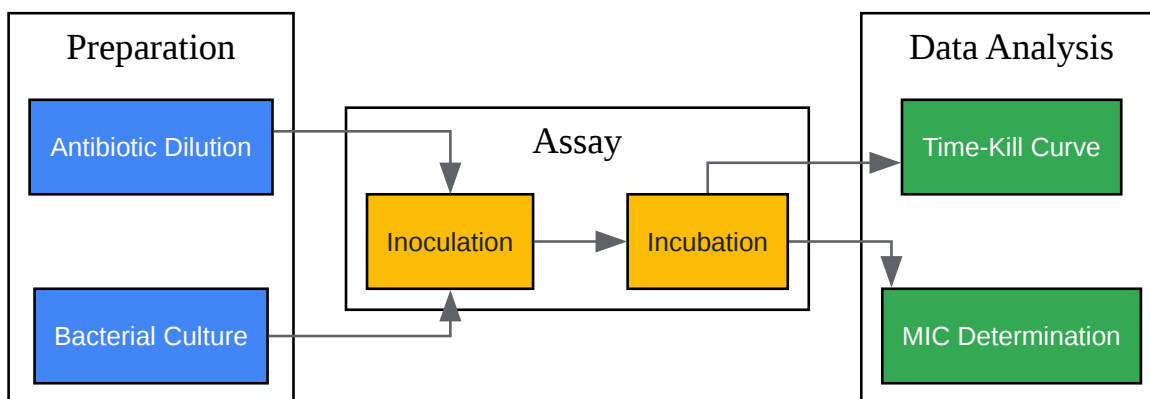 Preparation
Antibiotic Dilution
Bacterial Culture
Assay
Inoculation
Incubation
Data Analysis
Time-Kill Curve
MIC Determination